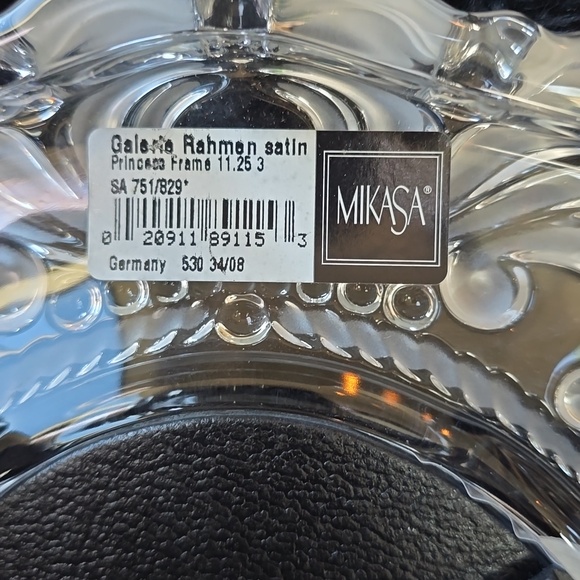 Galerie Rahmen satin
Princess Frame 11.25 3
SA 751/829*
0 20911 89115 3
Germany 530 34/08
MIKASA®